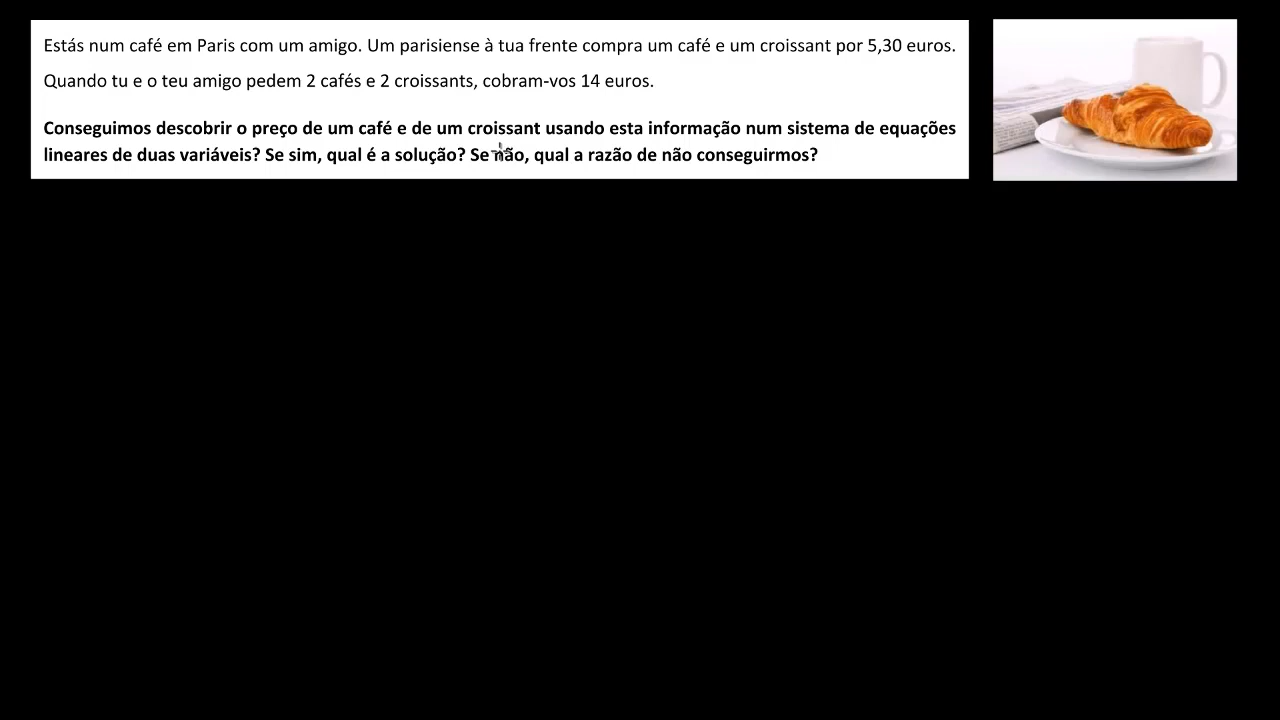 Estás num café em Paris com um amigo. Um parisiense à tua frente compra um café e um croissant por 5,30 euros.
Quando tu e o teu amigo pedem 2 cafés e 2 croissants, cobram-vos 14 euros.
Conseguimos descobrir o preço de um café e de um croissant usando esta informação num sistema de equações
lineares de duas variáveis? Se sim, qual é a solução? Se não, qual a razão de não conseguirmos?